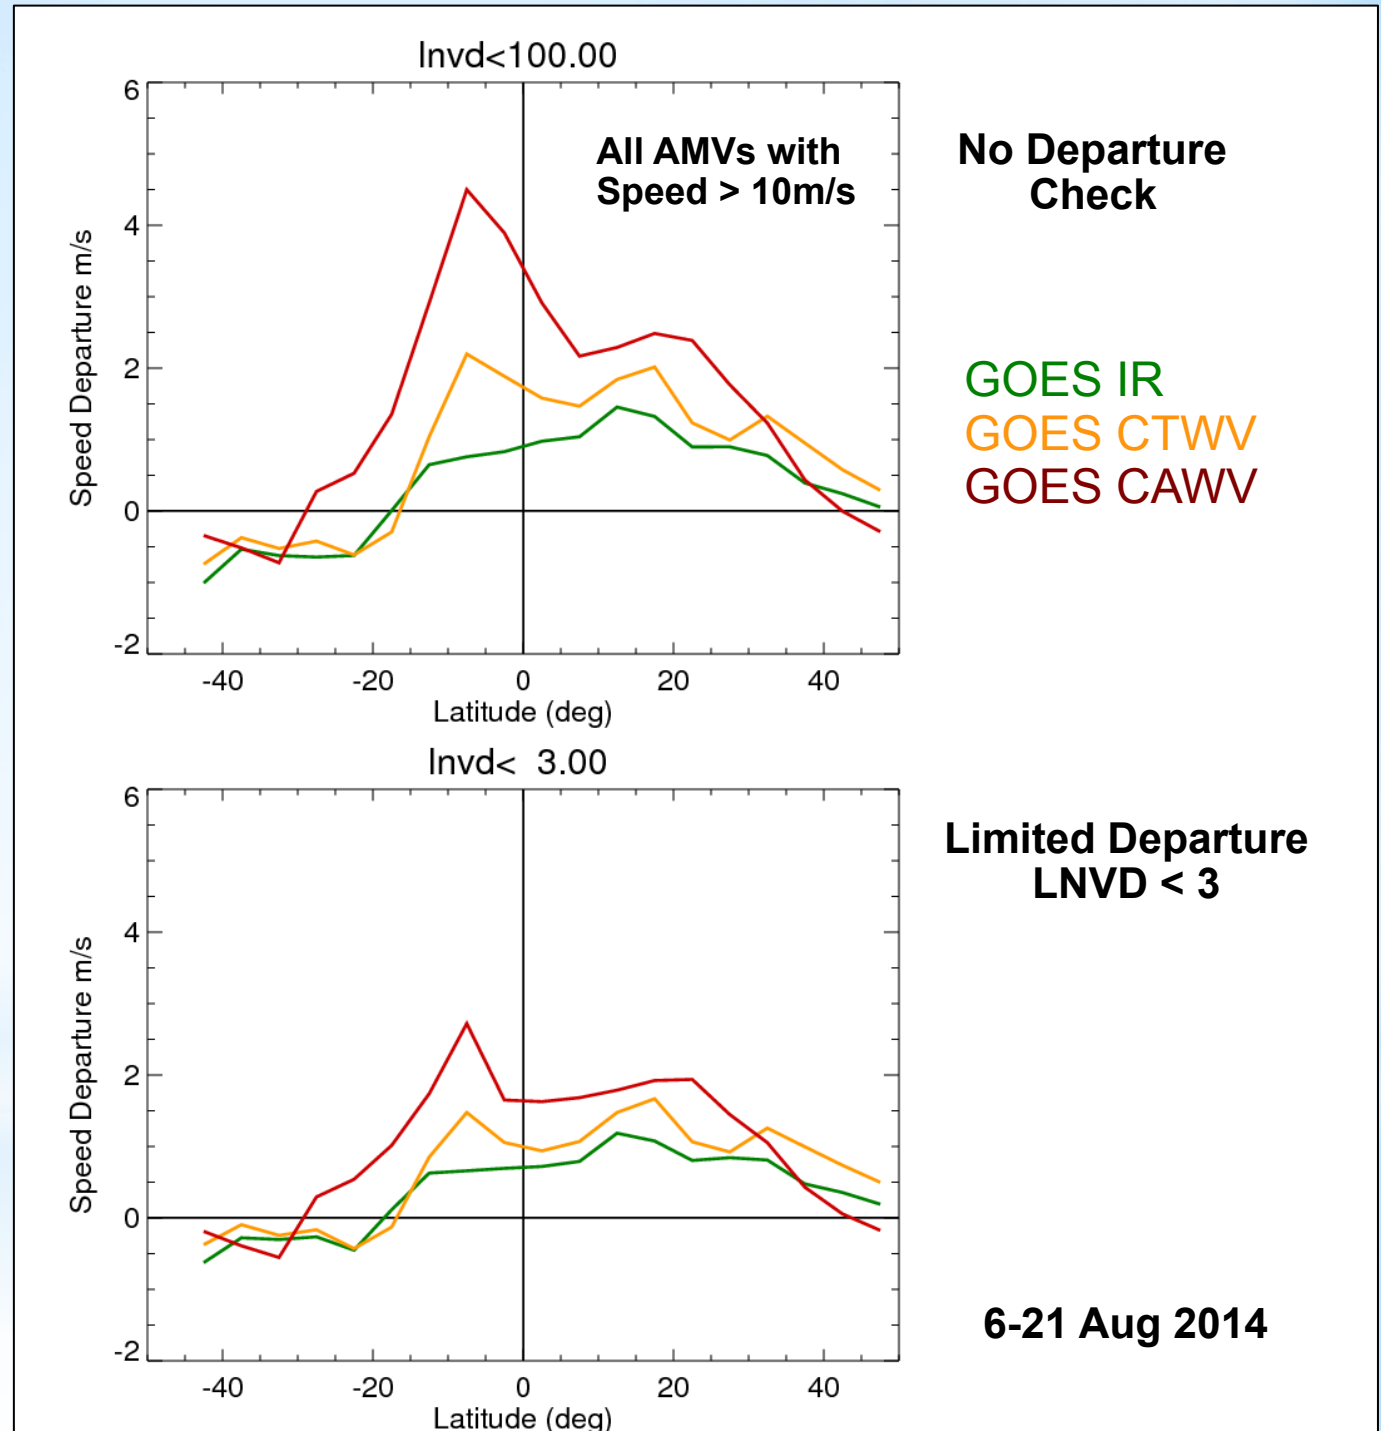 lnvd<100.00
6
4
2
0
-2
Speed Departure m/s
All AMVs with
Speed > 10m/s
-40 -20 0 20 40
Latitude (deg)
No Departure
Check
GOES IR
GOES CTWV
GOES CAWV
lnvd< 3.00
6
4
2
0
-2
Speed Departure m/s
-40 -20 0 20 40
Latitude (deg)
Limited Departure
LNVD < 3
6-21 Aug 2014